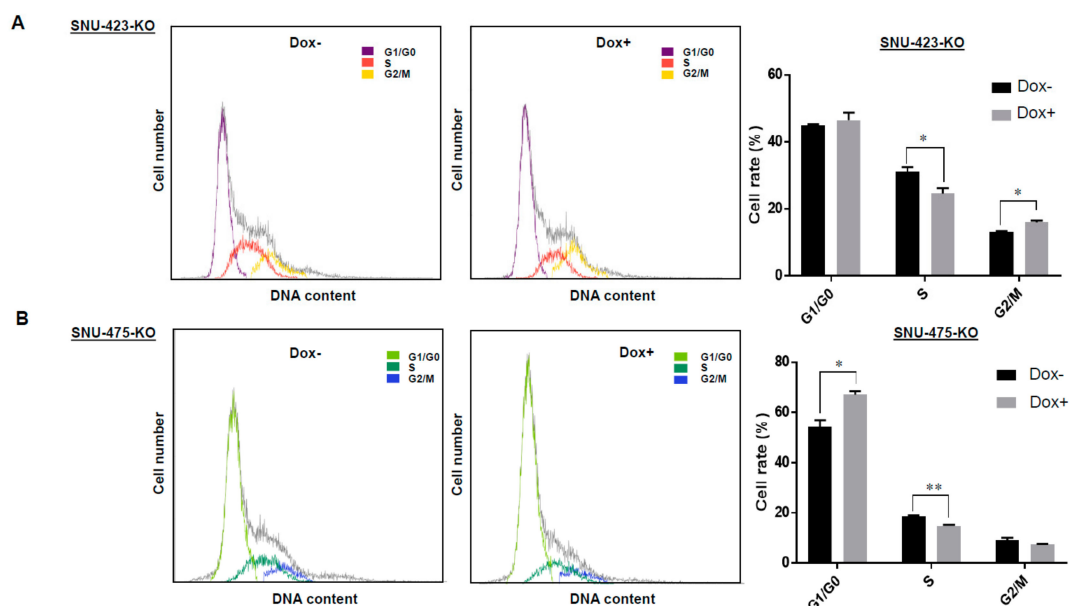 A
SNU-423-KO
Dox-
G1/G0
S
G2/M
Cell number
DNA content
Dox+
G1/G0
S
G2/M
Cell number
DNA content
SNU-423-KO
Dox-
Dox+
Cell rate (%)
60
40
20
0
*
*
G1/G0
S
G2/M
B
SNU-475-KO
Dox-
G1/G0
S
G2/M
Cell number
DNA content
Dox+
G1/G0
S
G2/M
Cell number
DNA content
SNU-475-KO
Dox-
Dox+
Cell rate (%)
80
60
40
20
0
*
**
G1/G0
S
G2/M